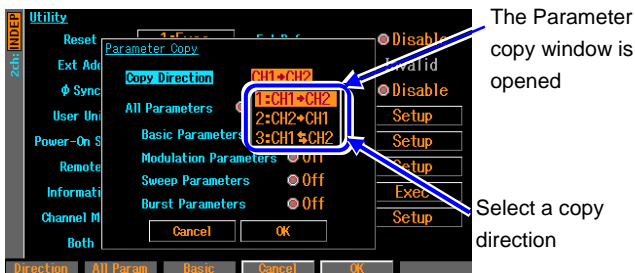 Utility
2ch: INDEP
Reset
Disable
Parameter Copy
Ext Add
Invalid
Copy Direction CH1→CH2
ϕ Sync
Disable
1:CH1→CH2
All Parameters
2:CH2→CH1
User Uni
Setup
Basic Parameters
3:CH1⇆CH2
Power-On S
Setup
Modulation Parameters Off
Remote
Setup
Sweep Parameters Off
Informati
Exec
Burst Parameters Off
Channel M
Setup
Cancel OK
Both
Direction All Param Basic Cancel OK
The Parameter
copy window is
opened
Select a copy
direction